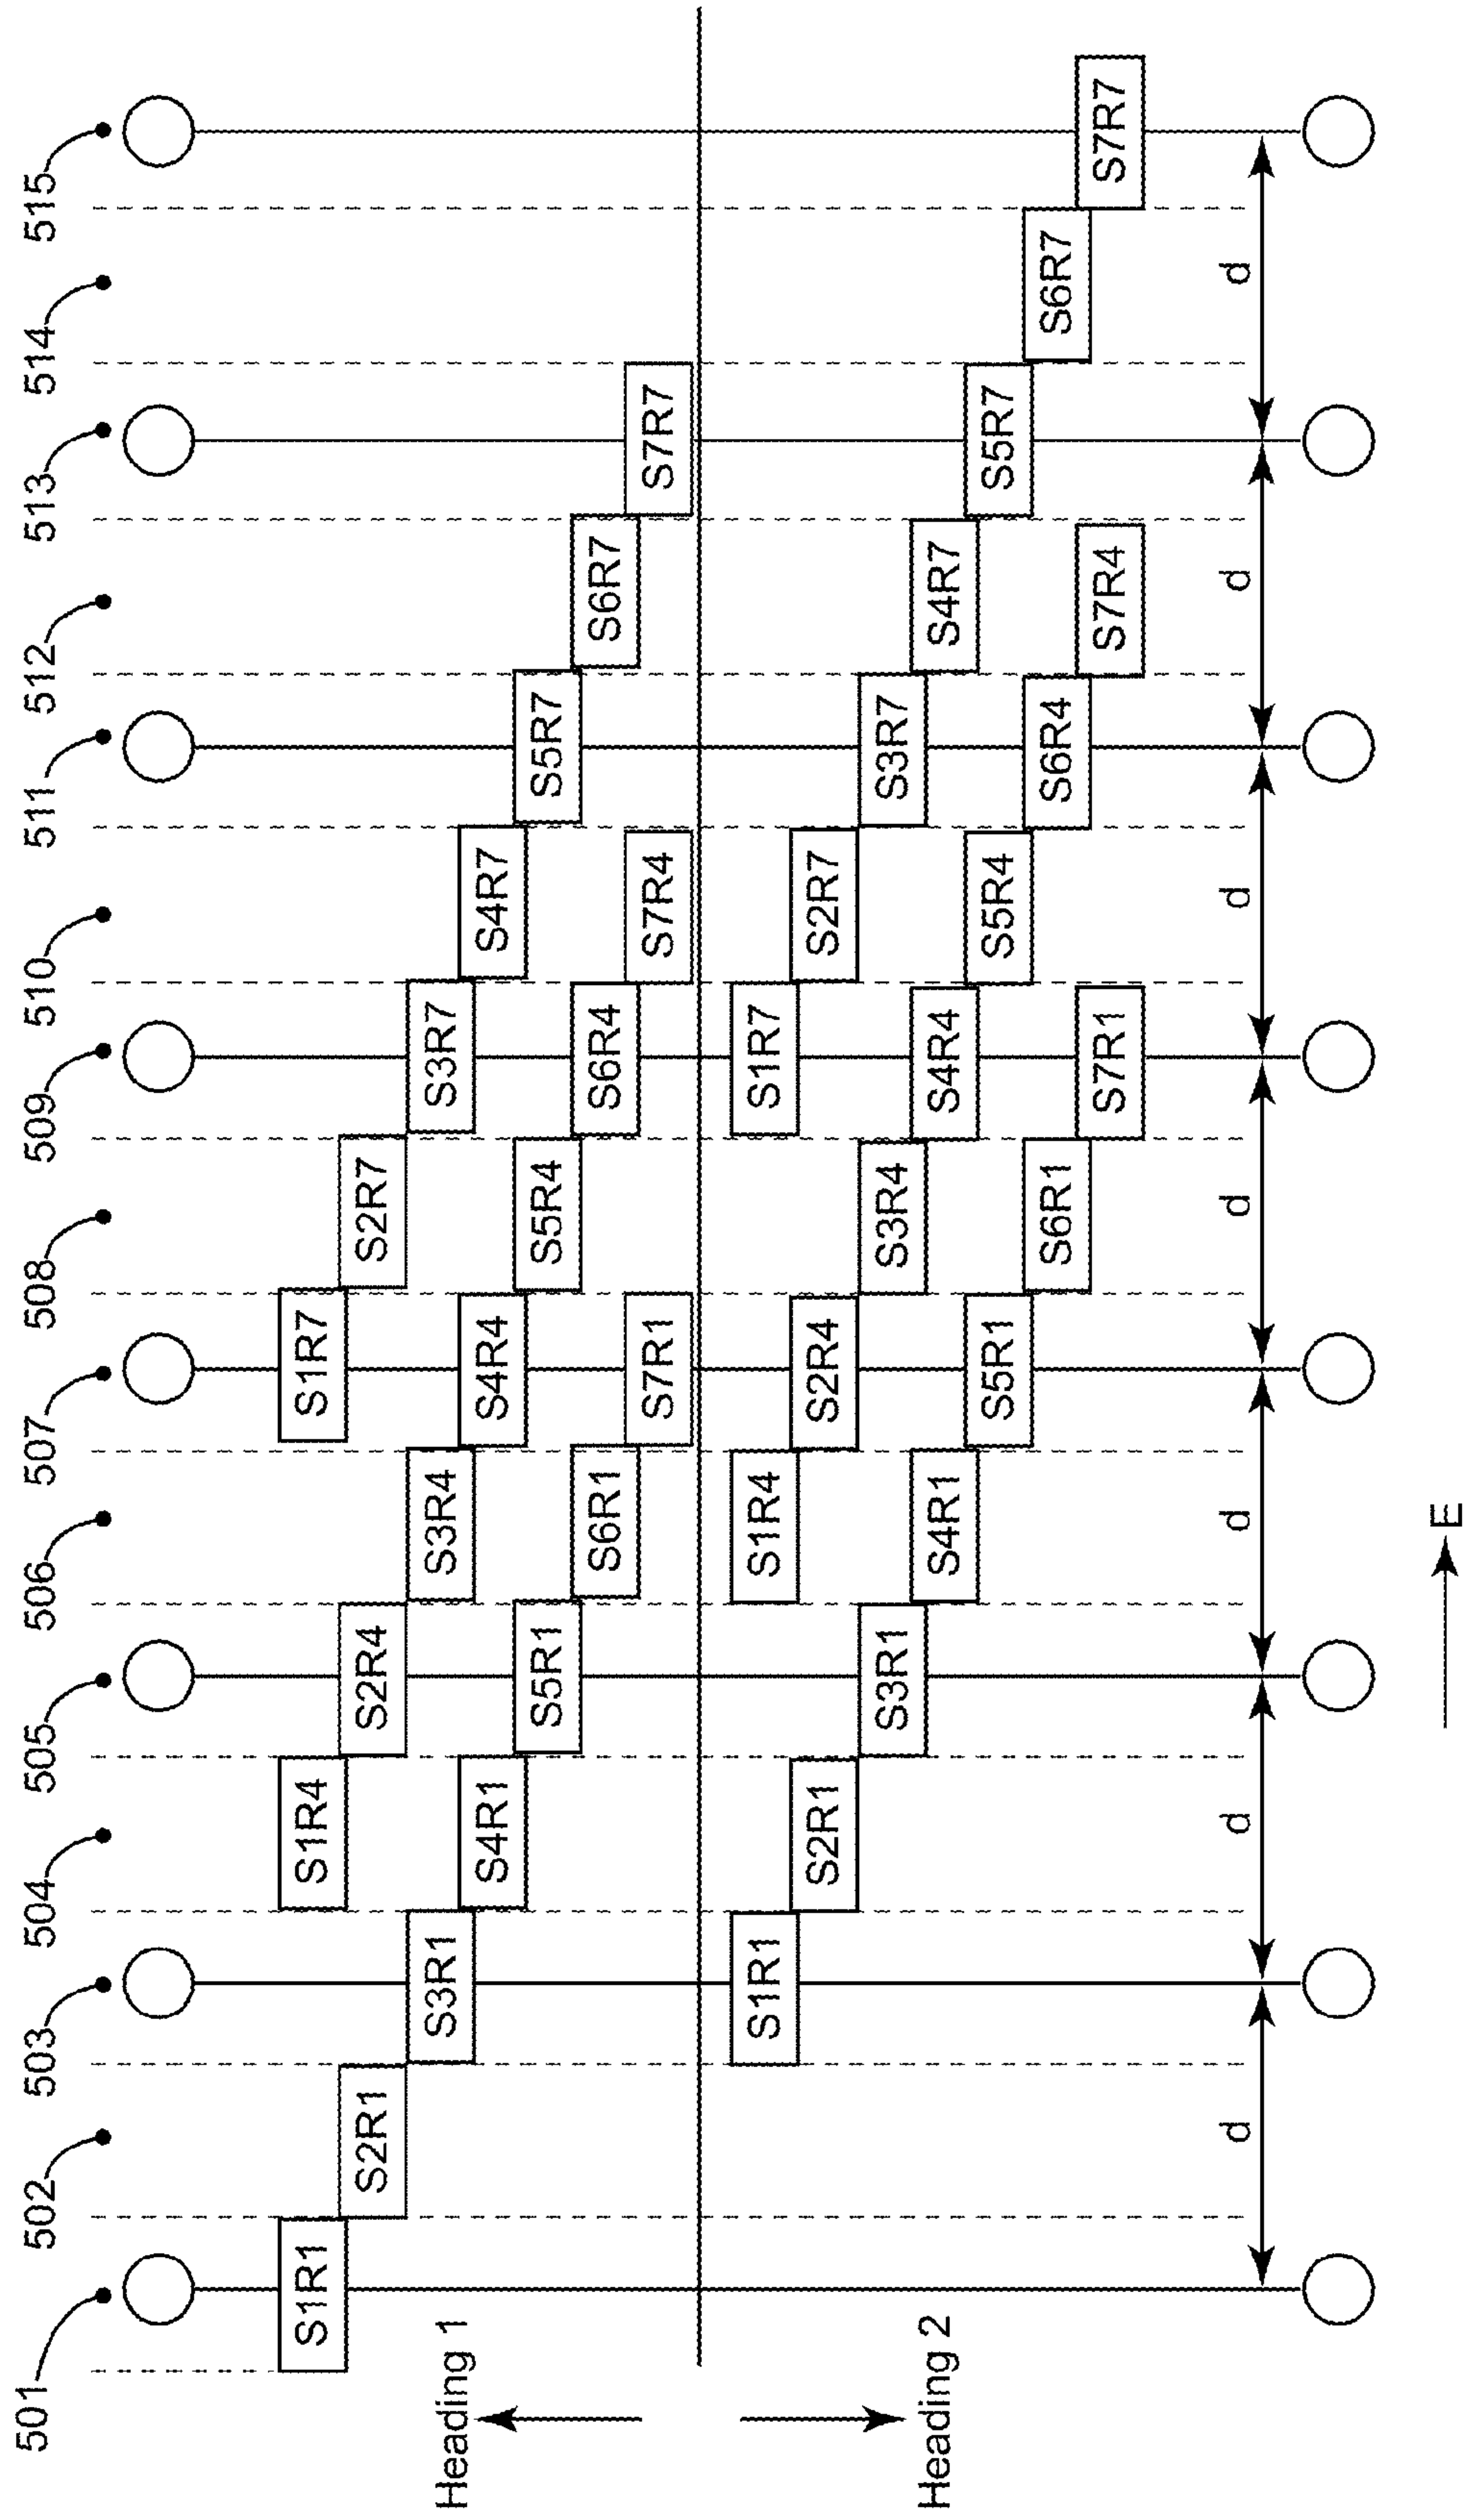 501 502 503 504 505 506 507 508 509 510 511 512 513 514 515
S1R1 S1R4 S1R7
S2R1 S2R4 S2R7
Heading 1 S3R1 S3R4 S3R7
S4R1 S4R4 S4R7
S5R1 S5R4 S5R7
S6R1 S6R4 S6R7
S7R1 S7R4 S7R7
S1R1 S1R4 S1R7
S2R1 S2R4 S2R7
S3R1 S3R4 S3R7
Heading 2 S4R1 S4R4 S4R7
S5R1 S5R4 S5R7
S6R1 S6R4 S6R7
S7R1 S7R4 S7R7
d d d d d d d
E